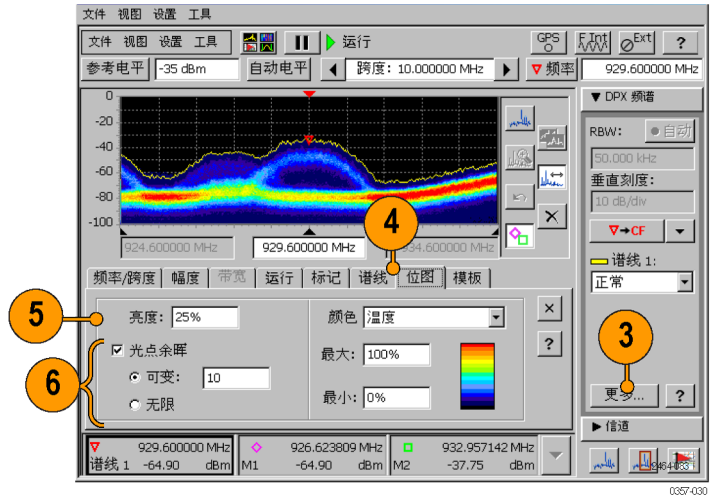 文件 视图 设置 工具
文件 视图 设置 工具 运行 GPS F Int Ext ?
参考电平 -35 dBm 自动电平 跨度: 10.000000 MHz 频率 929.600000 MHz
▼ DPX 频谱
RBW: 自动
50.000 kHz
垂直刻度:
10 dB/div
▽→CF
谱线 1:
正常
3
更多... ?
▶ 信道
0
-20
-40
-60
-80
-100
924.600000 MHz 929.600000 MHz 934.600000 MHz
4
频率/跨度 幅度 带宽 运行 标记 谱线 位图 模板
5
亮度: 25%
颜色 温度
6
光点余晖
最大: 100%
可变: 10
无限
最小: 0%
?
929.600000 MHz
谱线 1 -64.90 dBm
926.623809 MHz
M1 -64.90 dBm
932.957142 MHz
M2 -37.75 dBm
2464-083
0357-030